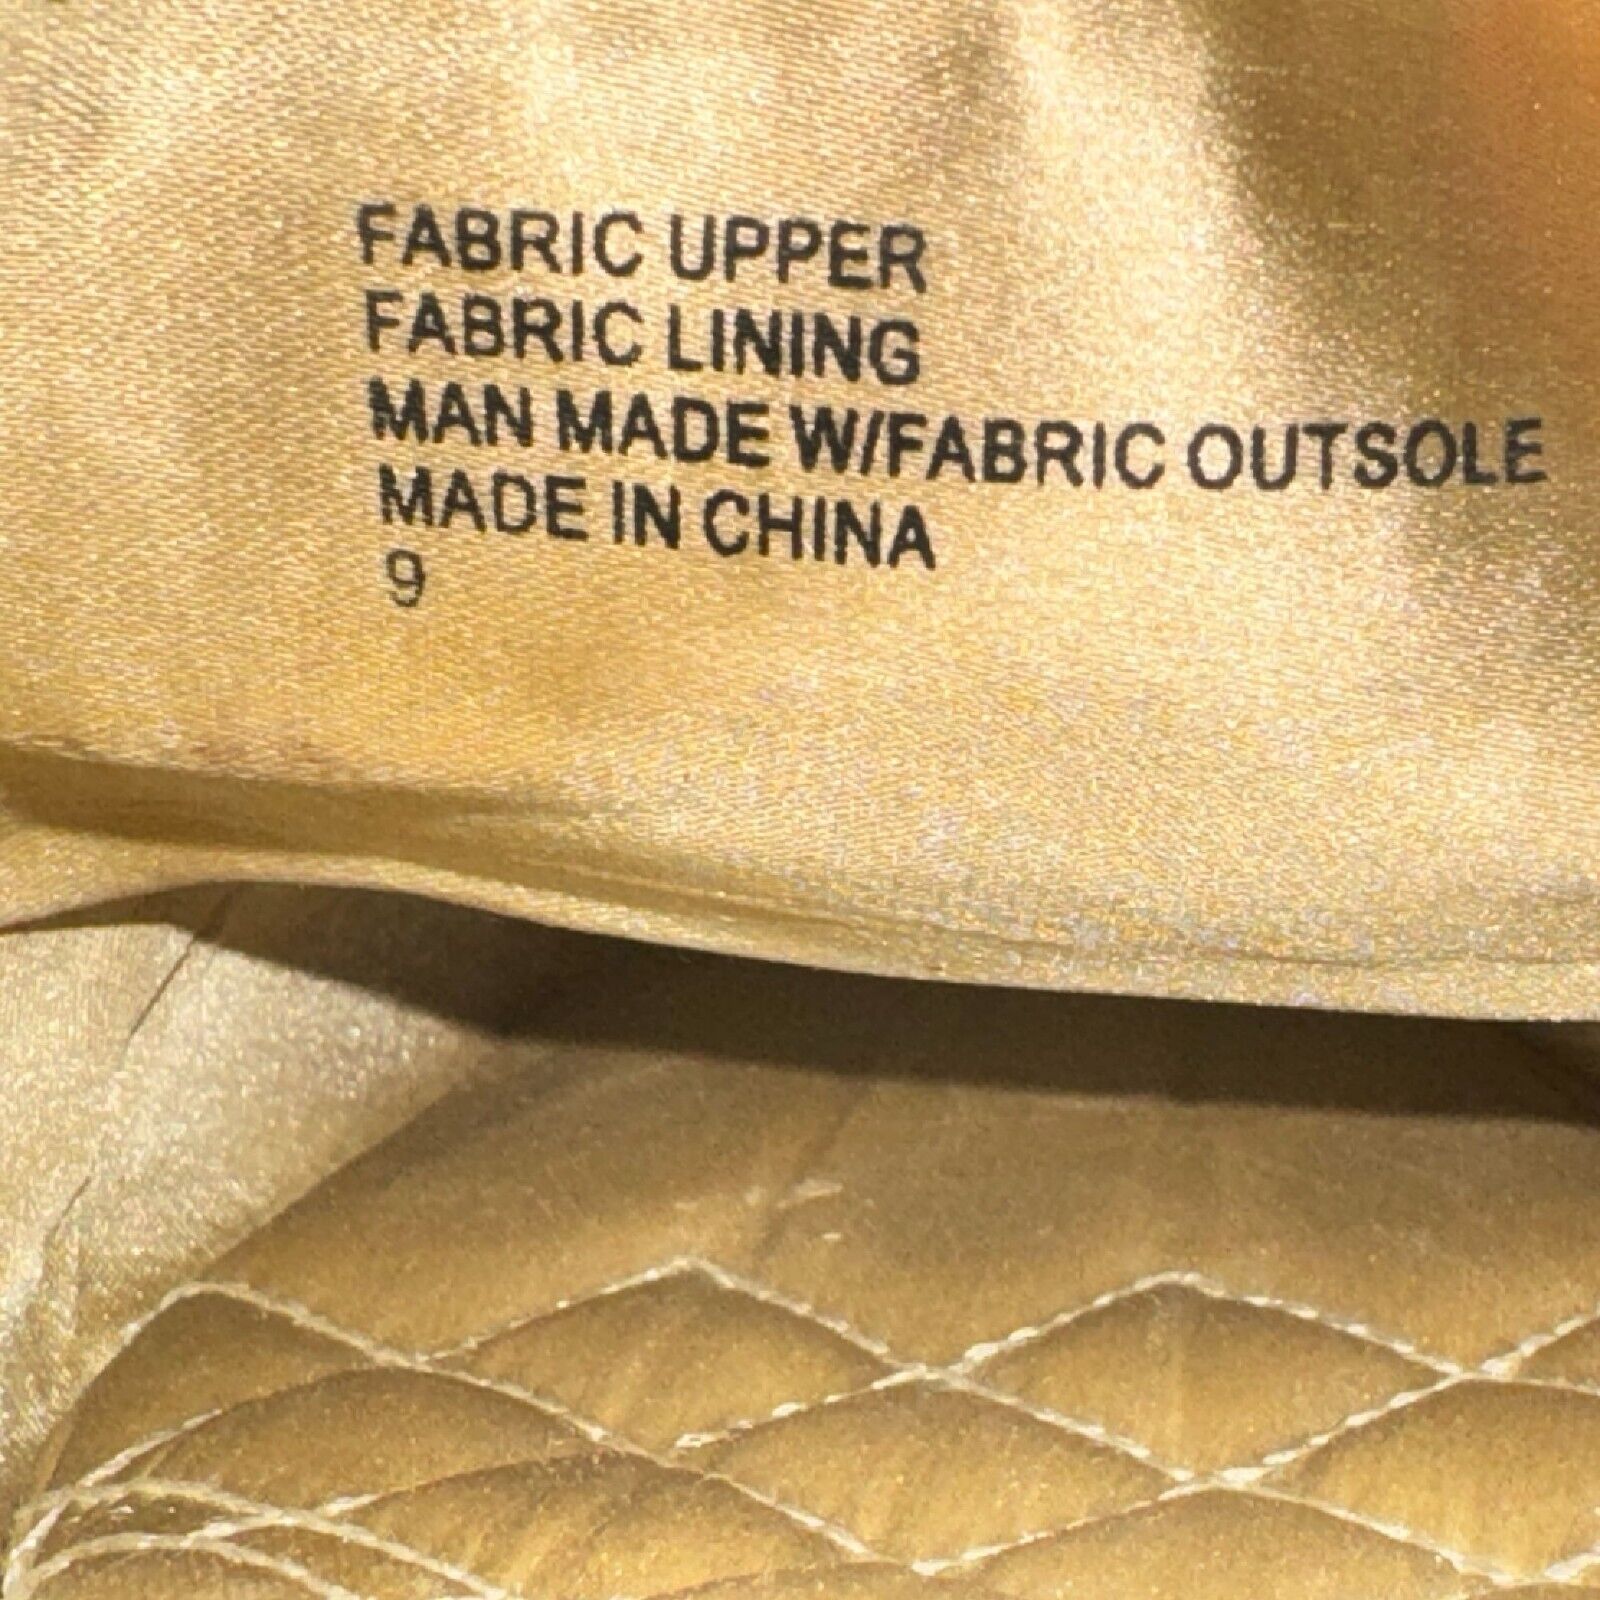 FABRIC UPPER
FABRIC LINING
MAN MADE W/FABRIC OUTSOLE
MADE IN CHINA
9